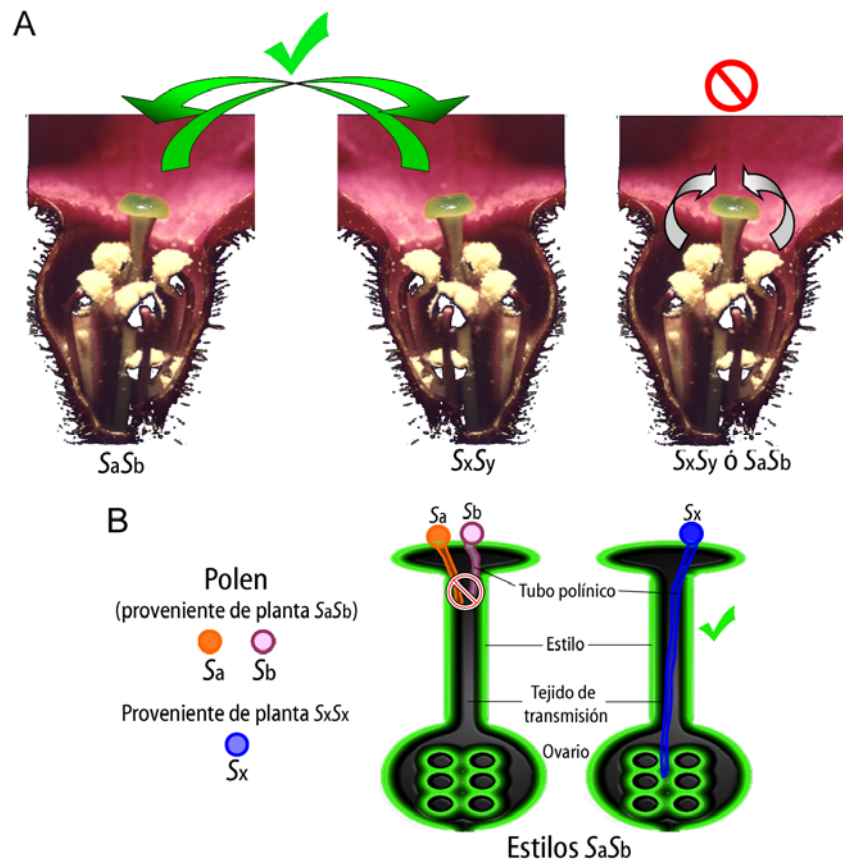 A
SaSb
SxSy
SxSy ó SaSb
B
Polen
(proveniente de planta SaSb)
Sa Sb
Proveniente de planta SxSx
Sx
Sa Sb
Sx
Tubo polínico
Estilo
Tejido de
transmisión
Ovario
Estilos SaSb